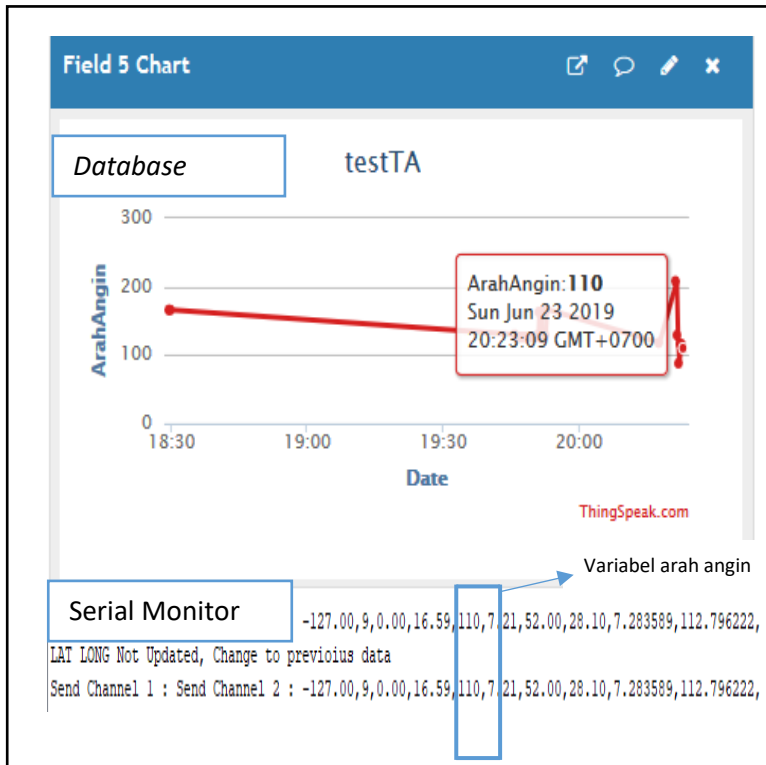 Field 5 Chart
Database
testTA
300
200
100
0
ArahAngin
ArahAngin:110
Sun Jun 23 2019
20:23:09 GMT+0700
18:30 19:00 19:30 20:00
Date
ThingSpeak.com
Variabel arah angin
Serial Monitor
-127.00,9,0.00,16.59,110,7.21,52.00,28.10,7.283589,112.796222,
LAT LONG Not Updated, Change to previoius data
Send Channel 1 : Send Channel 2 : -127.00,9,0.00,16.59,110,7.21,52.00,28.10,7.283589,112.796222,